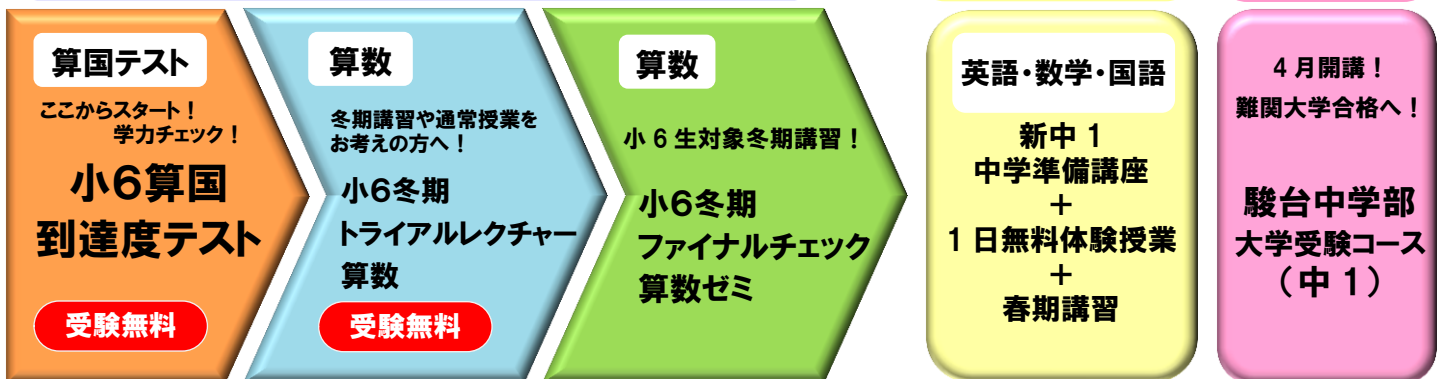 算国テスト
ここからスタート！
学力チェック！
小６算国
到達度テスト
受験無料
算数
冬期講習や通常授業を
お考えの方へ！
小６冬期
トライアルレクチャー
算数
受験無料
算数
小６生対象冬期講習！
小６冬期
ファイナルチェック
算数ゼミ
英語・数学・国語
新中１
中学準備講座
＋
１日無料体験授業
＋
春期講習
４月開講！
難関大学合格へ！
駿台中学部
大学受験コース
（中１）